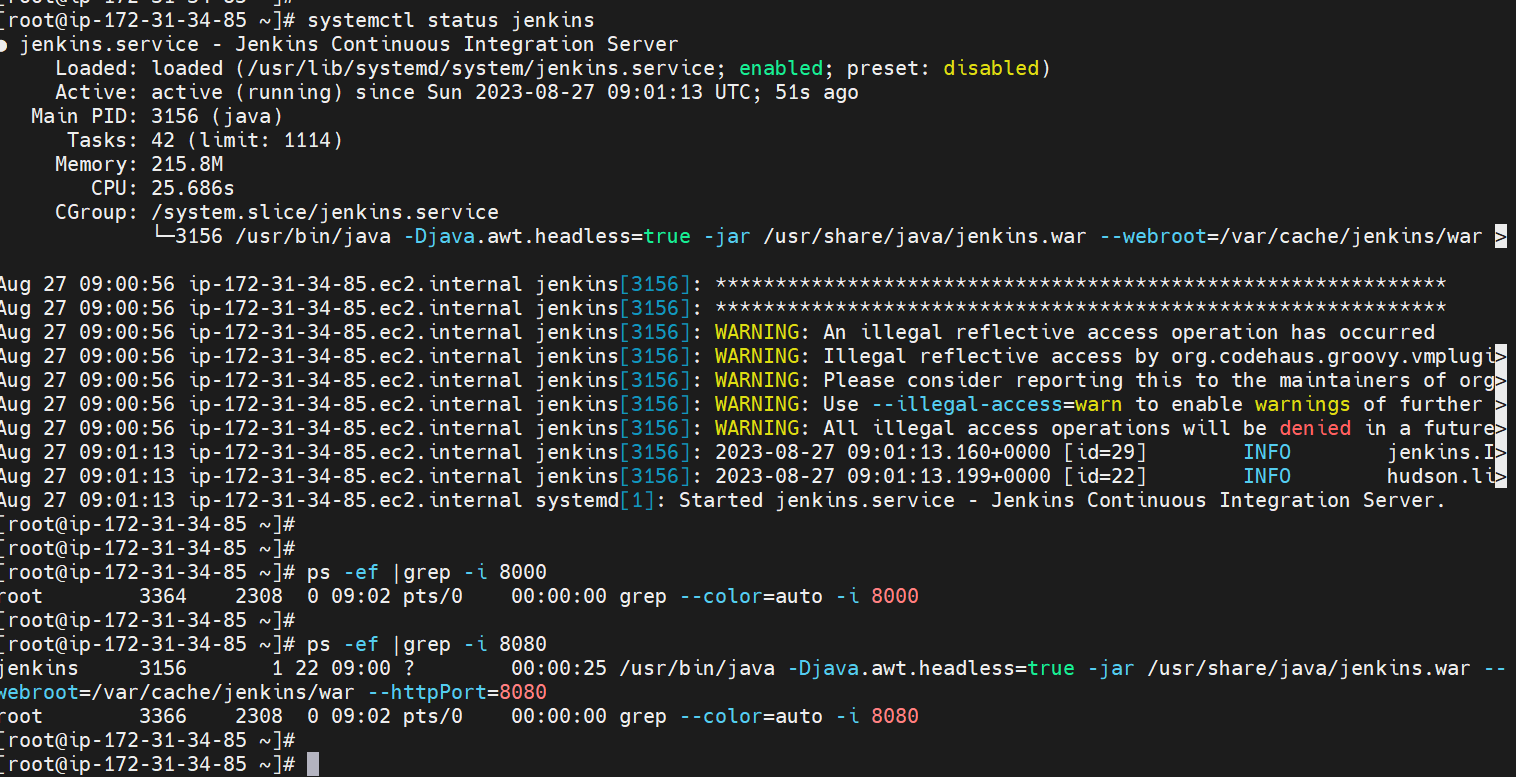 [root@ip-172-31-34-85 ~]# systemctl status jenkins
● jenkins.service - Jenkins Continuous Integration Server
     Loaded: loaded (/usr/lib/systemd/system/jenkins.service; enabled; preset: disabled)
     Active: active (running) since Sun 2023-08-27 09:01:13 UTC; 51s ago
   Main PID: 3156 (java)
      Tasks: 42 (limit: 1114)
     Memory: 215.8M
        CPU: 25.686s
     CGroup: /system.slice/jenkins.service
             └─3156 /usr/bin/java -Djava.awt.headless=true -jar /usr/share/java/jenkins.war --webroot=/var/cache/jenkins/war >
Aug 27 09:00:56 ip-172-31-34-85.ec2.internal jenkins[3156]: *************************************************************
Aug 27 09:00:56 ip-172-31-34-85.ec2.internal jenkins[3156]: *************************************************************
Aug 27 09:00:56 ip-172-31-34-85.ec2.internal jenkins[3156]: WARNING: An illegal reflective access operation has occurred
Aug 27 09:00:56 ip-172-31-34-85.ec2.internal jenkins[3156]: WARNING: Illegal reflective access by org.codehaus.groovy.vmplugi>
Aug 27 09:00:56 ip-172-31-34-85.ec2.internal jenkins[3156]: WARNING: Please consider reporting this to the maintainers of org>
Aug 27 09:00:56 ip-172-31-34-85.ec2.internal jenkins[3156]: WARNING: Use --illegal-access=warn to enable warnings of further >
Aug 27 09:00:56 ip-172-31-34-85.ec2.internal jenkins[3156]: WARNING: All illegal access operations will be denied in a future>
Aug 27 09:01:13 ip-172-31-34-85.ec2.internal jenkins[3156]: 2023-08-27 09:01:13.160+0000 [id=29]        INFO        jenkins.I>
Aug 27 09:01:13 ip-172-31-34-85.ec2.internal jenkins[3156]: 2023-08-27 09:01:13.199+0000 [id=22]        INFO        hudson.li>
Aug 27 09:01:13 ip-172-31-34-85.ec2.internal systemd[1]: Started jenkins.service - Jenkins Continuous Integration Server.
[root@ip-172-31-34-85 ~]#
[root@ip-172-31-34-85 ~]#
[root@ip-172-31-34-85 ~]# ps -ef |grep -i 8000
root        3364    2308  0 09:02 pts/0    00:00:00 grep --color=auto -i 8000
[root@ip-172-31-34-85 ~]#
[root@ip-172-31-34-85 ~]# ps -ef |grep -i 8080
jenkins     3156       1 22 09:00 ?        00:00:25 /usr/bin/java -Djava.awt.headless=true -jar /usr/share/java/jenkins.war --
webroot=/var/cache/jenkins/war --httpPort=8080
root        3366    2308  0 09:02 pts/0    00:00:00 grep --color=auto -i 8080
[root@ip-172-31-34-85 ~]#
[root@ip-172-31-34-85 ~]#